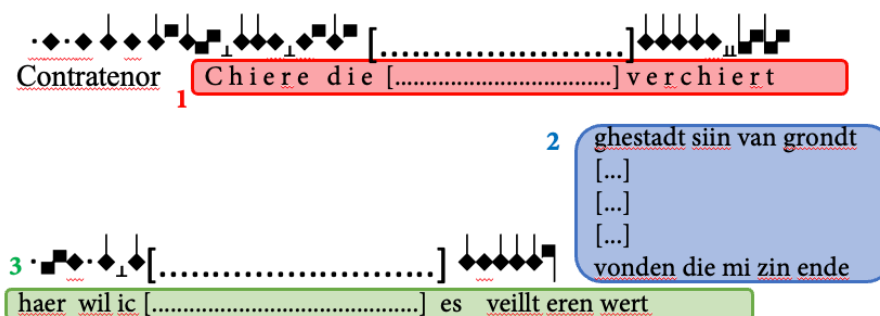 Contratenor 1 Chiere die [..................................] verchiert
2 ghestadt siin van grondt
[...]
[...]
[...]
vonden die mi zin ende
3 haer wil ic [.........................................] es veillt eren wert